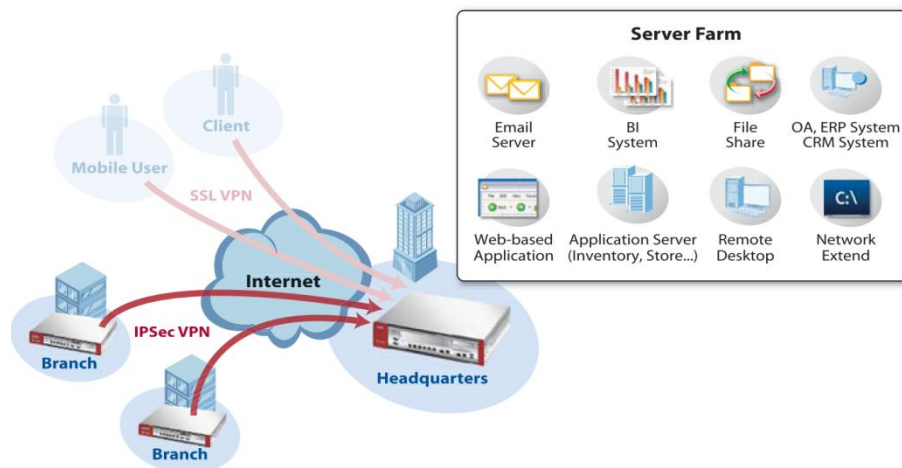 Server Farm
Email
Server
BI
System
File
Share
OA, ERP System
CRM System
C:\
Web-based
Application
Application Server
(Inventory, Store...)
Remote
Desktop
Network
Extend
Client
Mobile User
SSL VPN
Internet
IPSec VPN
Branch
Headquarters
Branch